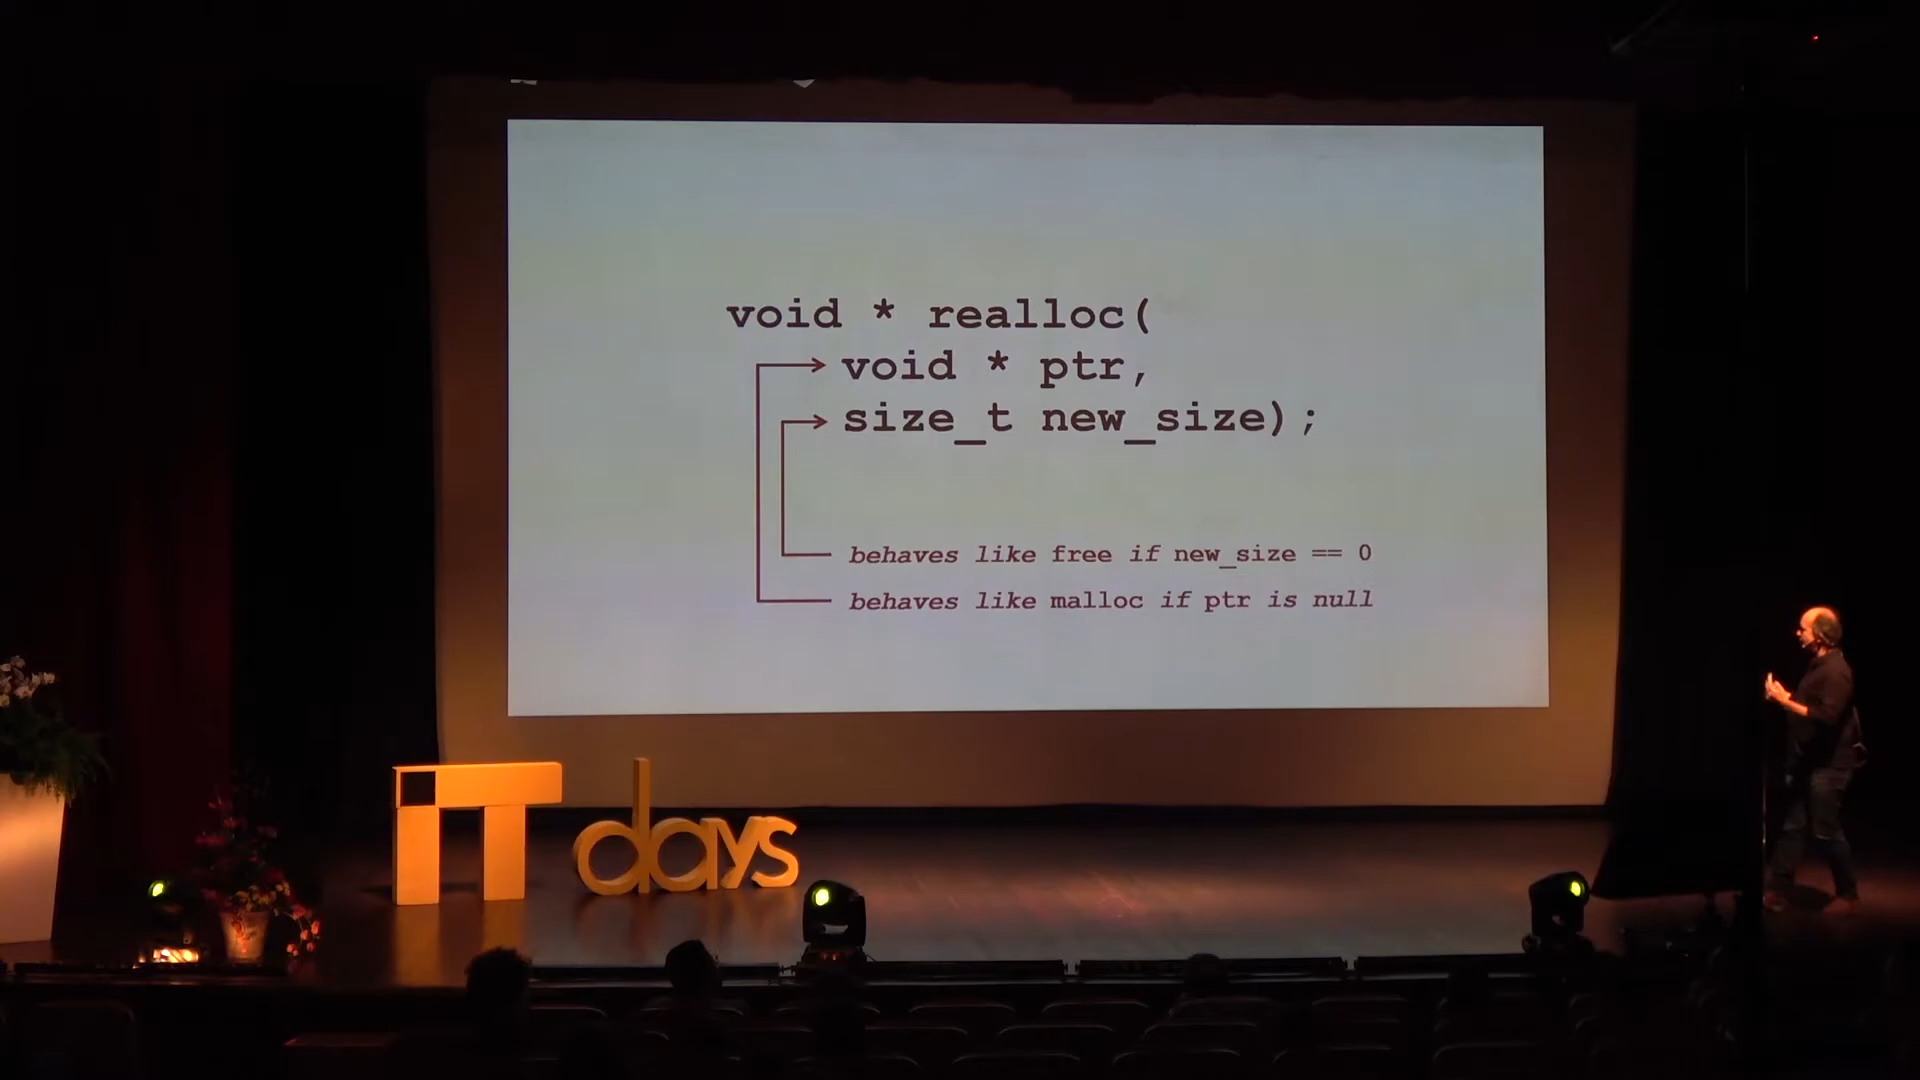 void * realloc(
void * ptr,
size_t new_size);
behaves like free if new_size == 0
behaves like malloc if ptr is null
iT days